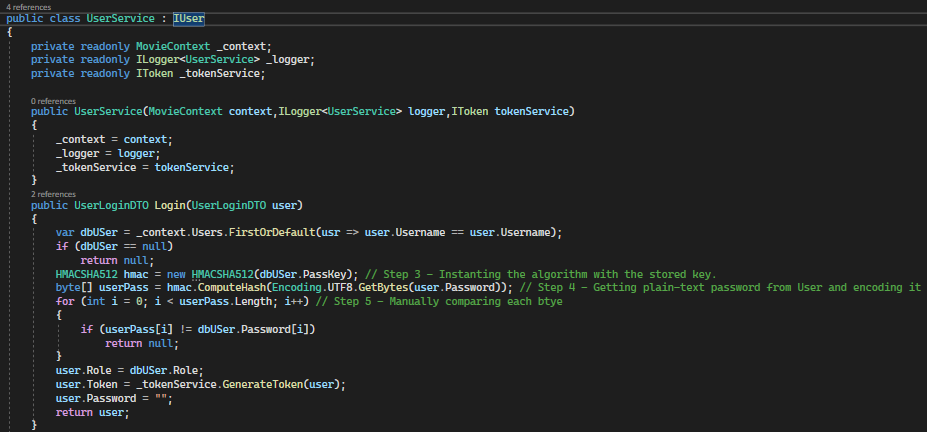 4 references
public class UserService : IUser
{
private readonly MovieContext _context;
private readonly ILogger<UserService> _logger;
private readonly IToken _tokenService;
0 references
public UserService(MovieContext context,ILogger<UserService> logger,IToken tokenService)
{
_context = context;
_logger = logger;
_tokenService = tokenService;
}
2 references
public UserLoginDTO Login(UserLoginDTO user)
{
var dbUSer = _context.Users.FirstOrDefault(usr => user.Username == user.Username);
if (dbUSer == null)
return null;
HMACSHA512 hmac = new HMACSHA512(dbUSer.PassKey); // Step 3 - Instanting the algorithm with the stored key.
byte[] userPass = hmac.ComputeHash(Encoding.UTF8.GetBytes(user.Password)); // Step 4 - Getting plain-text password from User and encoding it
for (int i = 0; i < userPass.Length; i++) // Step 5 - Manually comparing each btye
{
if (userPass[i] != dbUSer.Password[i])
return null;
}
user.Role = dbUSer.Role;
user.Token = _tokenService.GenerateToken(user);
user.Password = "";
return user;
}